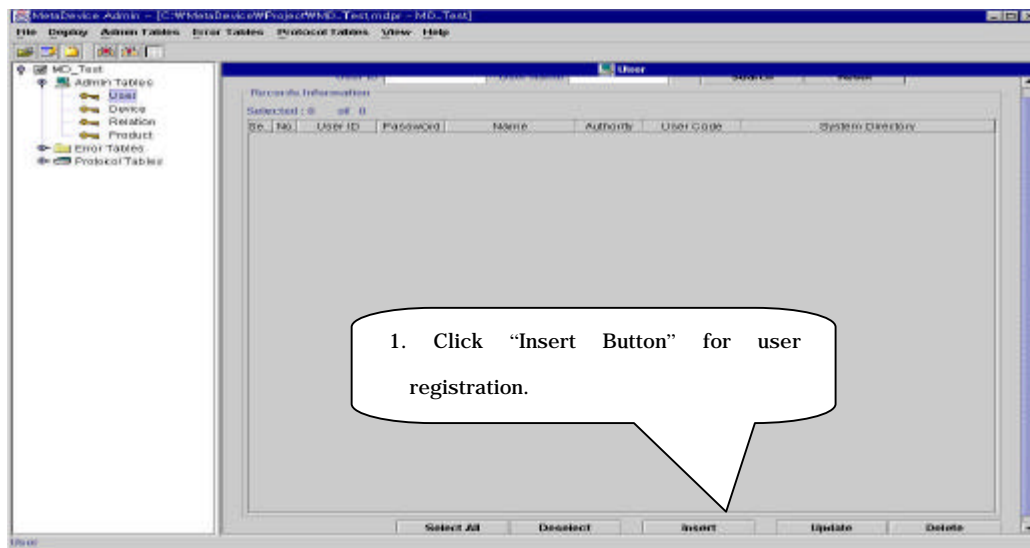 MetaDevice Admin - [C:₩MetaDevice₩Project₩MD_Test.mdpr - MD_Test]
File Deploy Admin Tables Error Tables Protocol Tables View Help
MD_Test
Admin Tables
User
Device
Relation
Product
Error Tables
Protocol Tables
User
User ID User Name Search
Records Information
Selected : 0 of 0
Se.. No. User ID Password Name Authority User Code System Directory
1. Click “Insert Button” for user
registration.
Select All Deselect Insert Update Delete
User